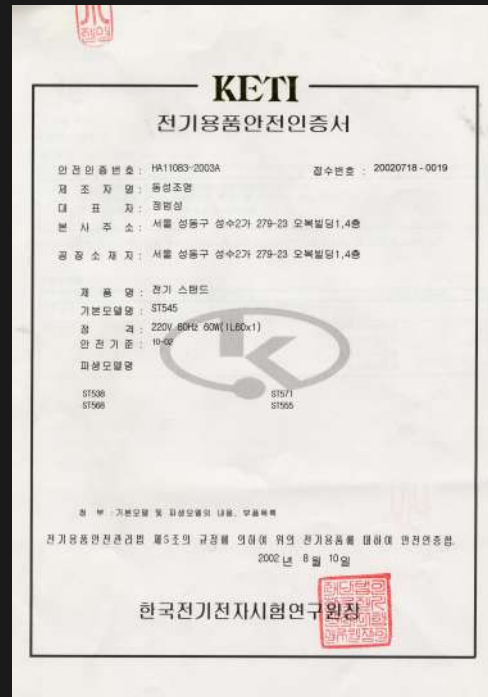 KETI
전기용품안전인증서
안전인증번호 : HA11083-2003A
접수번호 : 20020718-0019
제 조 자 명 : 동성조명
대 표 자 : 정범상
본 사 주 소 : 서울 성동구 성수2가 279-23 오복빌딩1,4층
공 장 소 재 지 : 서울 성동구 성수2가 279-23 오복빌딩1,4층
제 품 명 : 전기 스탠드
기본모델명 : ST545
정 격 : 220V 60Hz 60W(IL60x1)
안 전 기 준 : 10-02
파생모델명
ST538 ST571
ST568 ST555
첨 부 : 기본모델 및 파생모델의 내용, 부품목록
전기용품안전관리법 제5조의 규정에 의하여 위의 전기용품를 대하여 안전인증함.
2002 년 8 월 10 일
한국전기전자시험연구원장